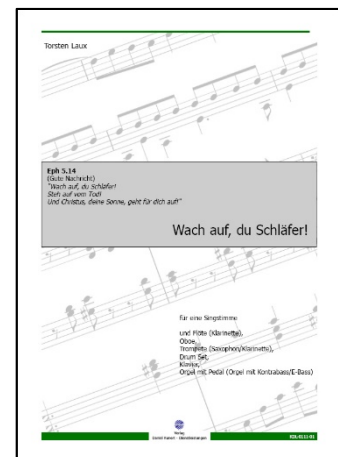 Torsten Laux
Eph 5.14
(Gute Nachricht)
"Wach auf, du Schläfer!
Steh auf vom Tod!
Und Christus, deine Sonne, geht für dich auf!"
Wach auf, du Schläfer!
für eine Singstimme
und Flöte (Klarinette),
Oboe,
Trompete (Saxophon/Klarinette),
Drum Set,
Klavier,
Orgel mit Pedal (Orgel mit Kontrabass/E-Bass)
Verlag